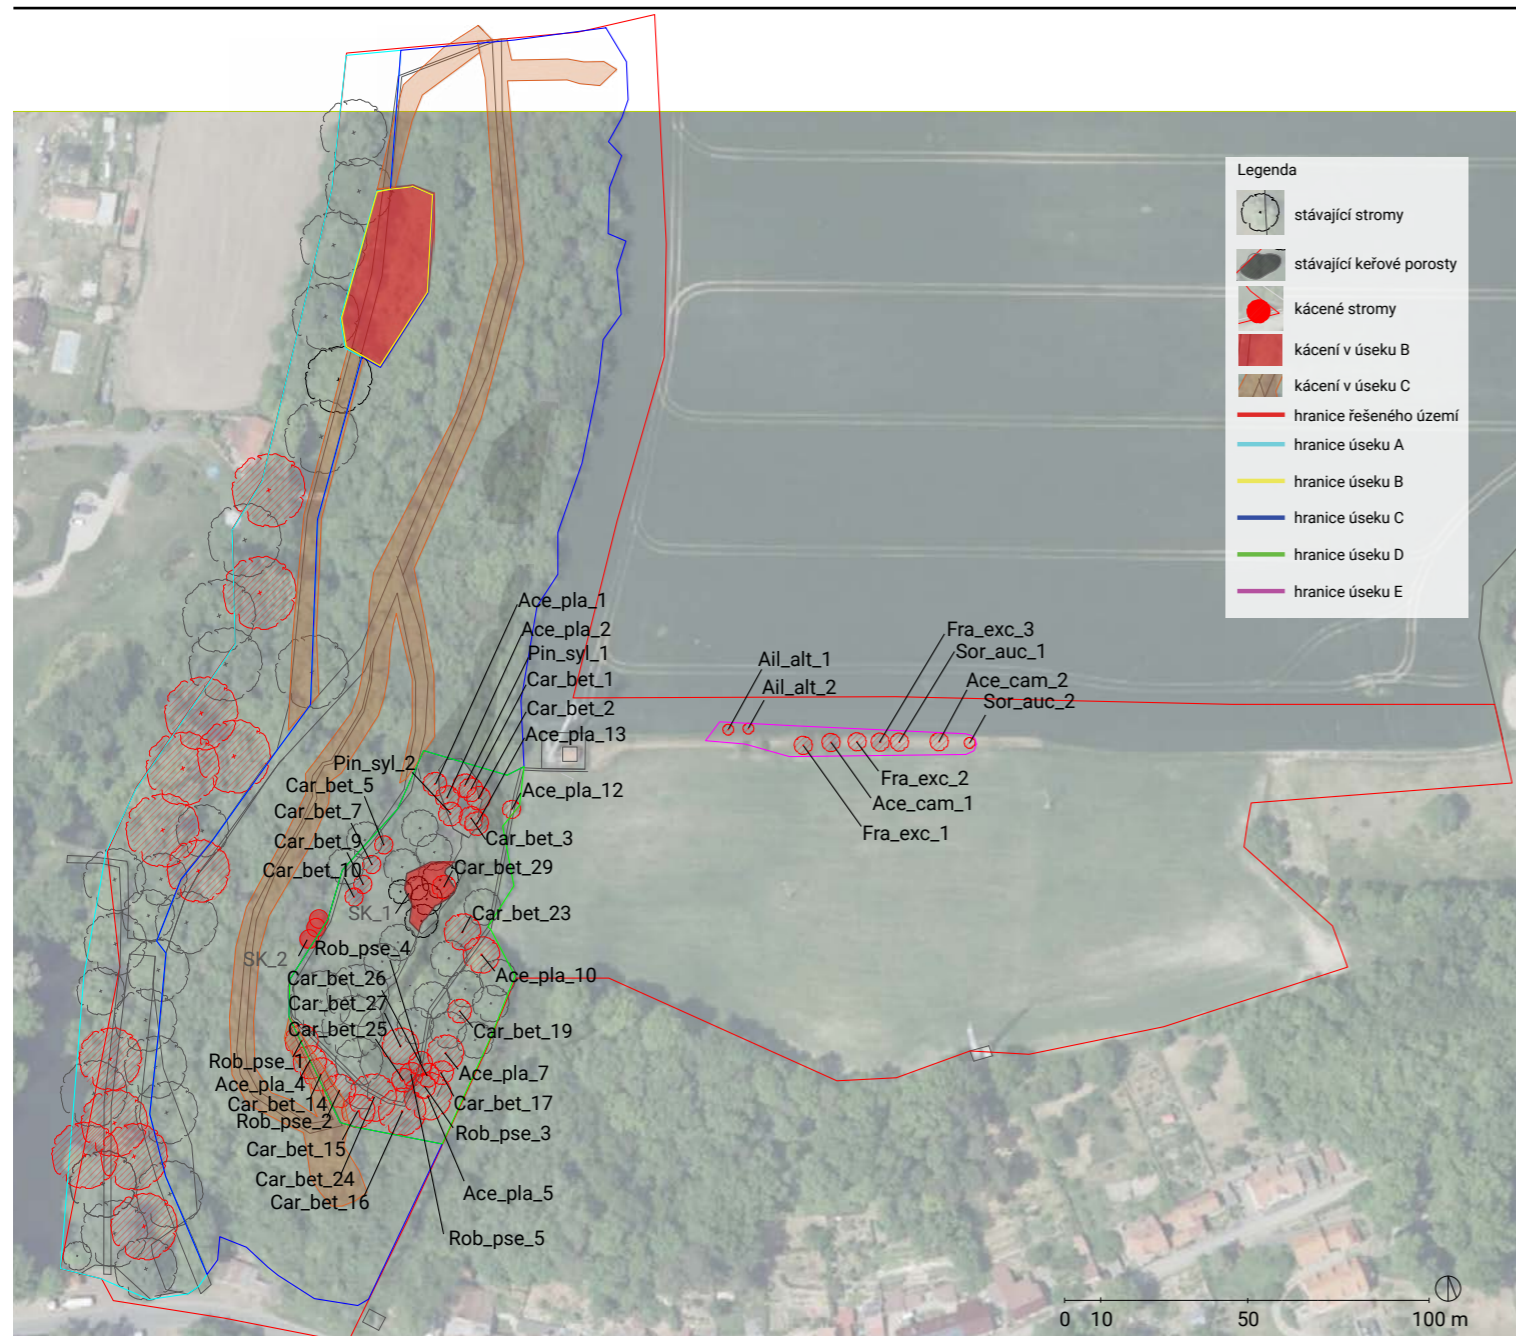 Legenda
stávající stromy
stávající keřové porosty
kácené stromy
kácení v úseku B
kácení v úseku C
hranice řešeného území
hranice úseku A
hranice úseku B
hranice úseku C
hranice úseku D
hranice úseku E
Ace_pla_1
Ace_pla_2
Pin_syl_1
Car_bet_1
Car_bet_2
Ace_pla_13
Pin_syl_2
Car_bet_5
Car_bet_7
Car_bet_9
Car_bet_10
Ace_pla_12
Car_bet_3
Car_bet_29
SK_1
Car_bet_23
Rob_pse_4
SK_2
Car_bet_26
Ace_pla_10
Car_bet_27
Car_bet_25
Car_bet_19
Rob_pse_1
Ace_pla_7
Ace_pla_4
Car_bet_14
Car_bet_17
Rob_pse_2
Rob_pse_3
Car_bet_15
Car_bet_24
Ace_pla_5
Car_bet_16
Rob_pse_5
Ail_alt_1
Ail_alt_2
Fra_exc_3
Sor_auc_1
Ace_cam_2
Sor_auc_2
Fra_exc_2
Ace_cam_1
Fra_exc_1
0 10 50 100 m